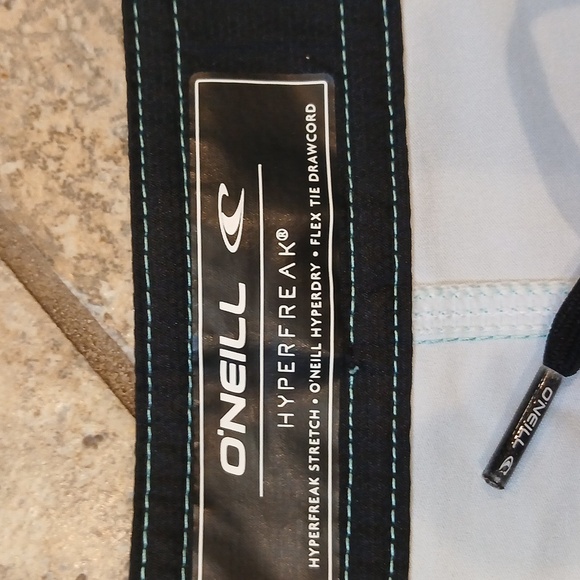 O'NEILL
HYPERFREAK®
HYPERFREAK STRETCH • O'NEILL HYPERDRY • FLEX TIE DRAWCORD
O'NEILL